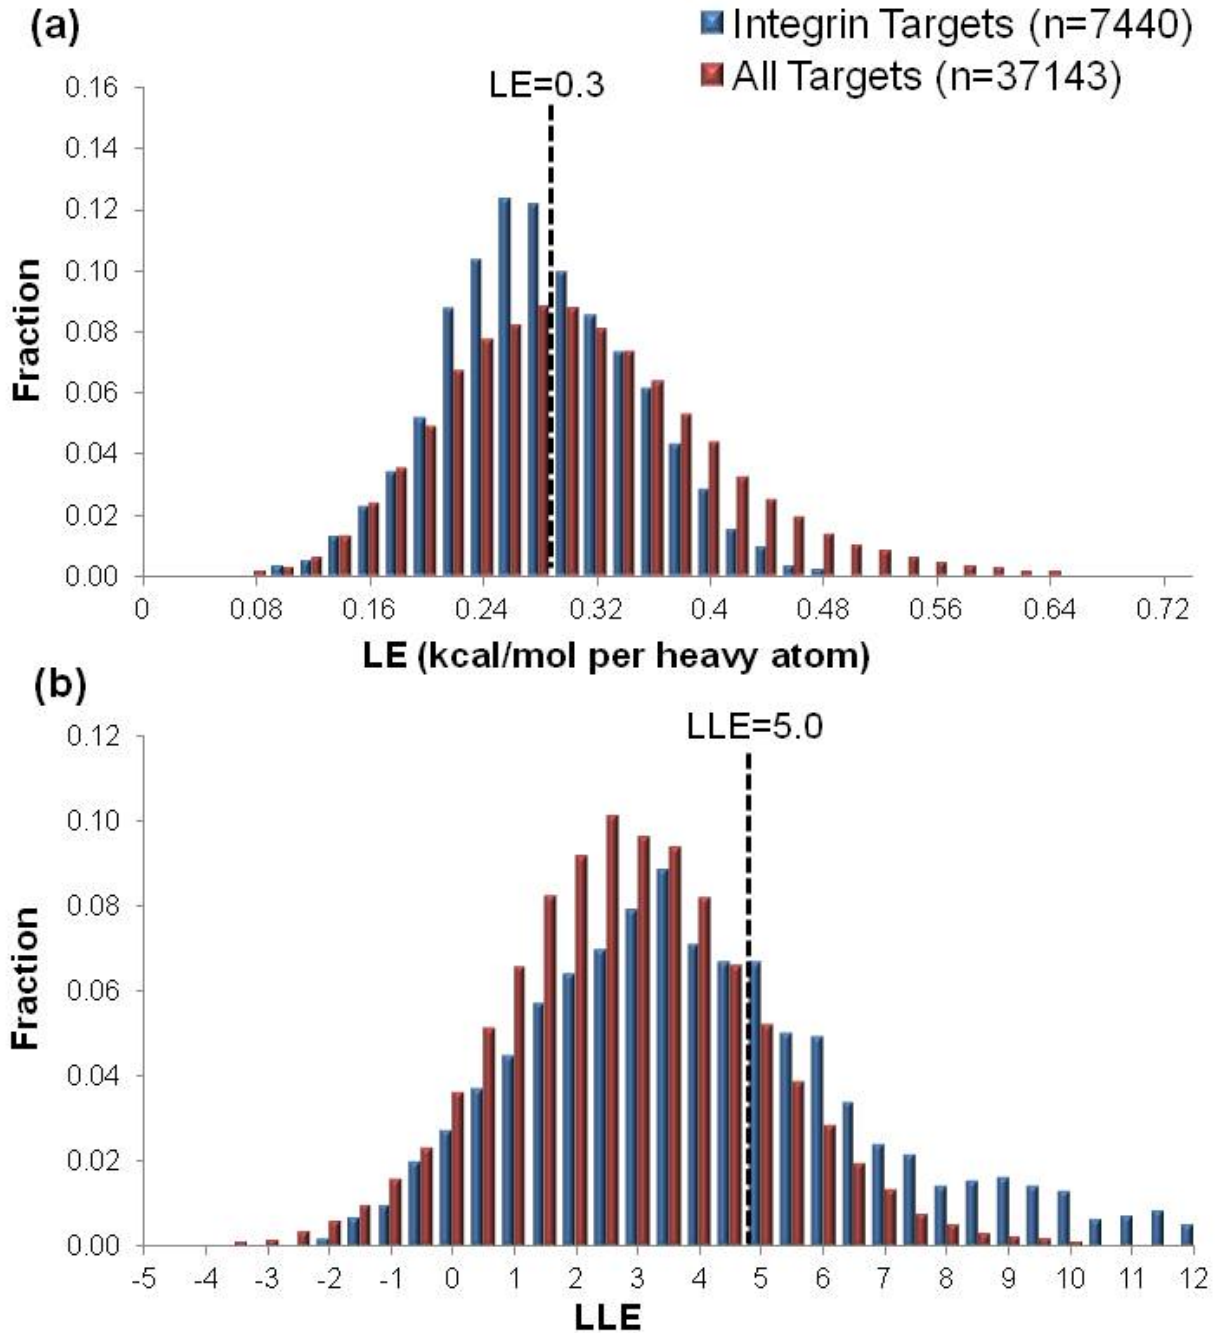 (a)
Integrin Targets (n=7440)
All Targets (n=37143)
LE=0.3
0.16
0.14
0.12
0.10
0.08
0.06
0.04
0.02
0.00
Fraction
0 0.08 0.16 0.24 0.32 0.4 0.48 0.56 0.64 0.72
LE (kcal/mol per heavy atom)
(b)
LLE=5.0
0.12
0.10
0.08
0.06
0.04
0.02
0.00
Fraction
-5 -4 -3 -2 -1 0 1 2 3 4 5 6 7 8 9 10 11 12
LLE